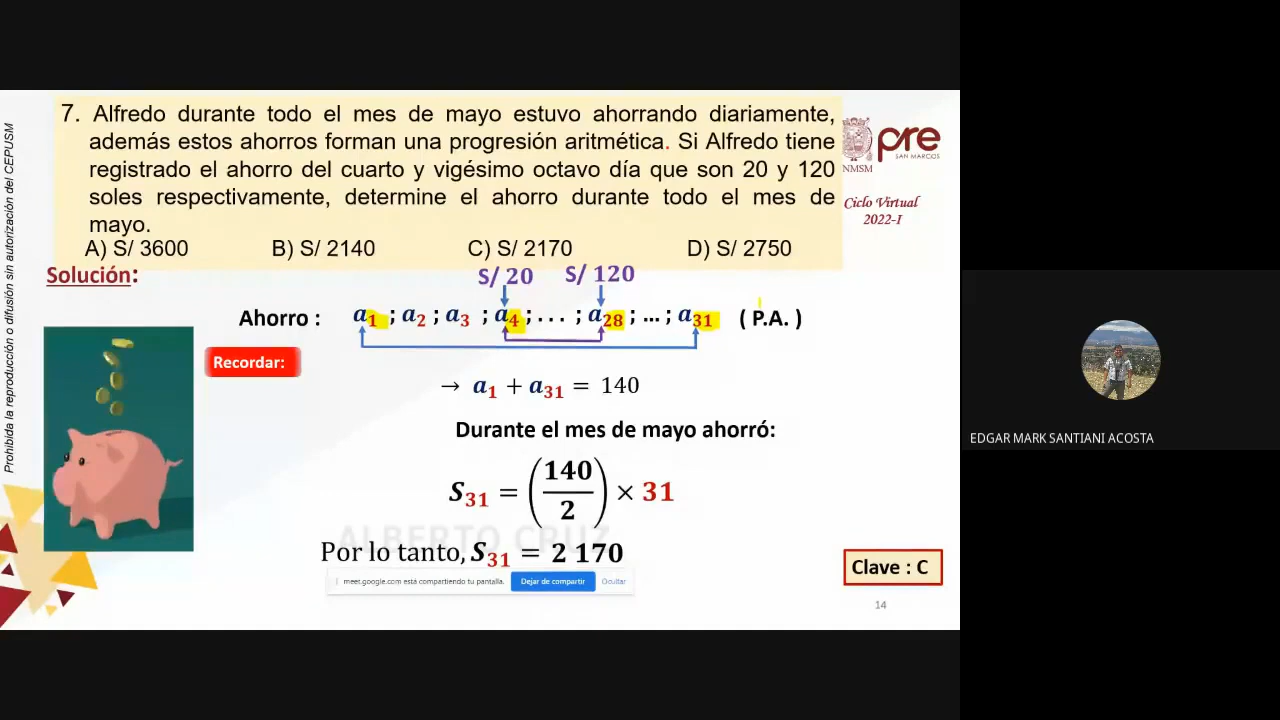 7. Alfredo durante todo el mes de mayo estuvo ahorrando diariamente,
además estos ahorros forman una progresión aritmética. Si Alfredo tiene
registrado el ahorro del cuarto y vigésimo octavo día que son 20 y 120
soles respectivamente, determine el ahorro durante todo el mes de
mayo.
A) S/ 3600 B) S/ 2140 C) S/ 2170 D) S/ 2750
Prohibida la reproducción o difusión sin autorización del CEPUSM
pre
SAN MARCOS
NMSM
Ciclo Virtual
2022-I
Solución:
S/ 20 S/ 120
Ahorro : a1 ; a2 ; a3 ; a4 ; . . . ; a28 ; ... ; a31 ( P.A. )
Recordar:
→ a1 + a31 = 140
Durante el mes de mayo ahorró:
S31 = (140/2) × 31
ALBERTO CRUZ
Por lo tanto, S31 = 2 170
meet.google.com está compartiendo tu pantalla. Dejar de compartir Ocultar
Clave : C
14
EDGAR MARK SANTIANI ACOSTA